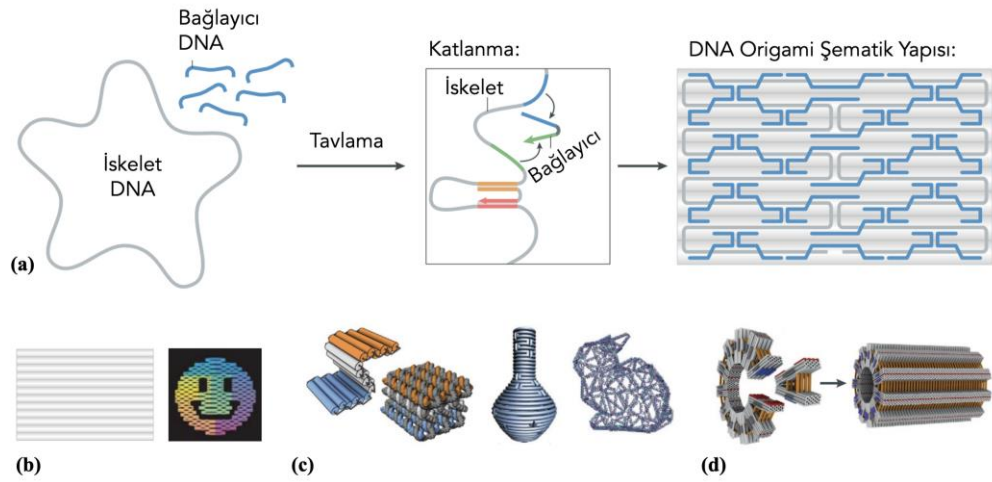 Bağlayıcı
DNA
İskelet
DNA
Tavlama
Katlanma:
İskelet
Bağlayıcı
DNA Origami Şematik Yapısı:
(a)
(b)
(c)
(d)